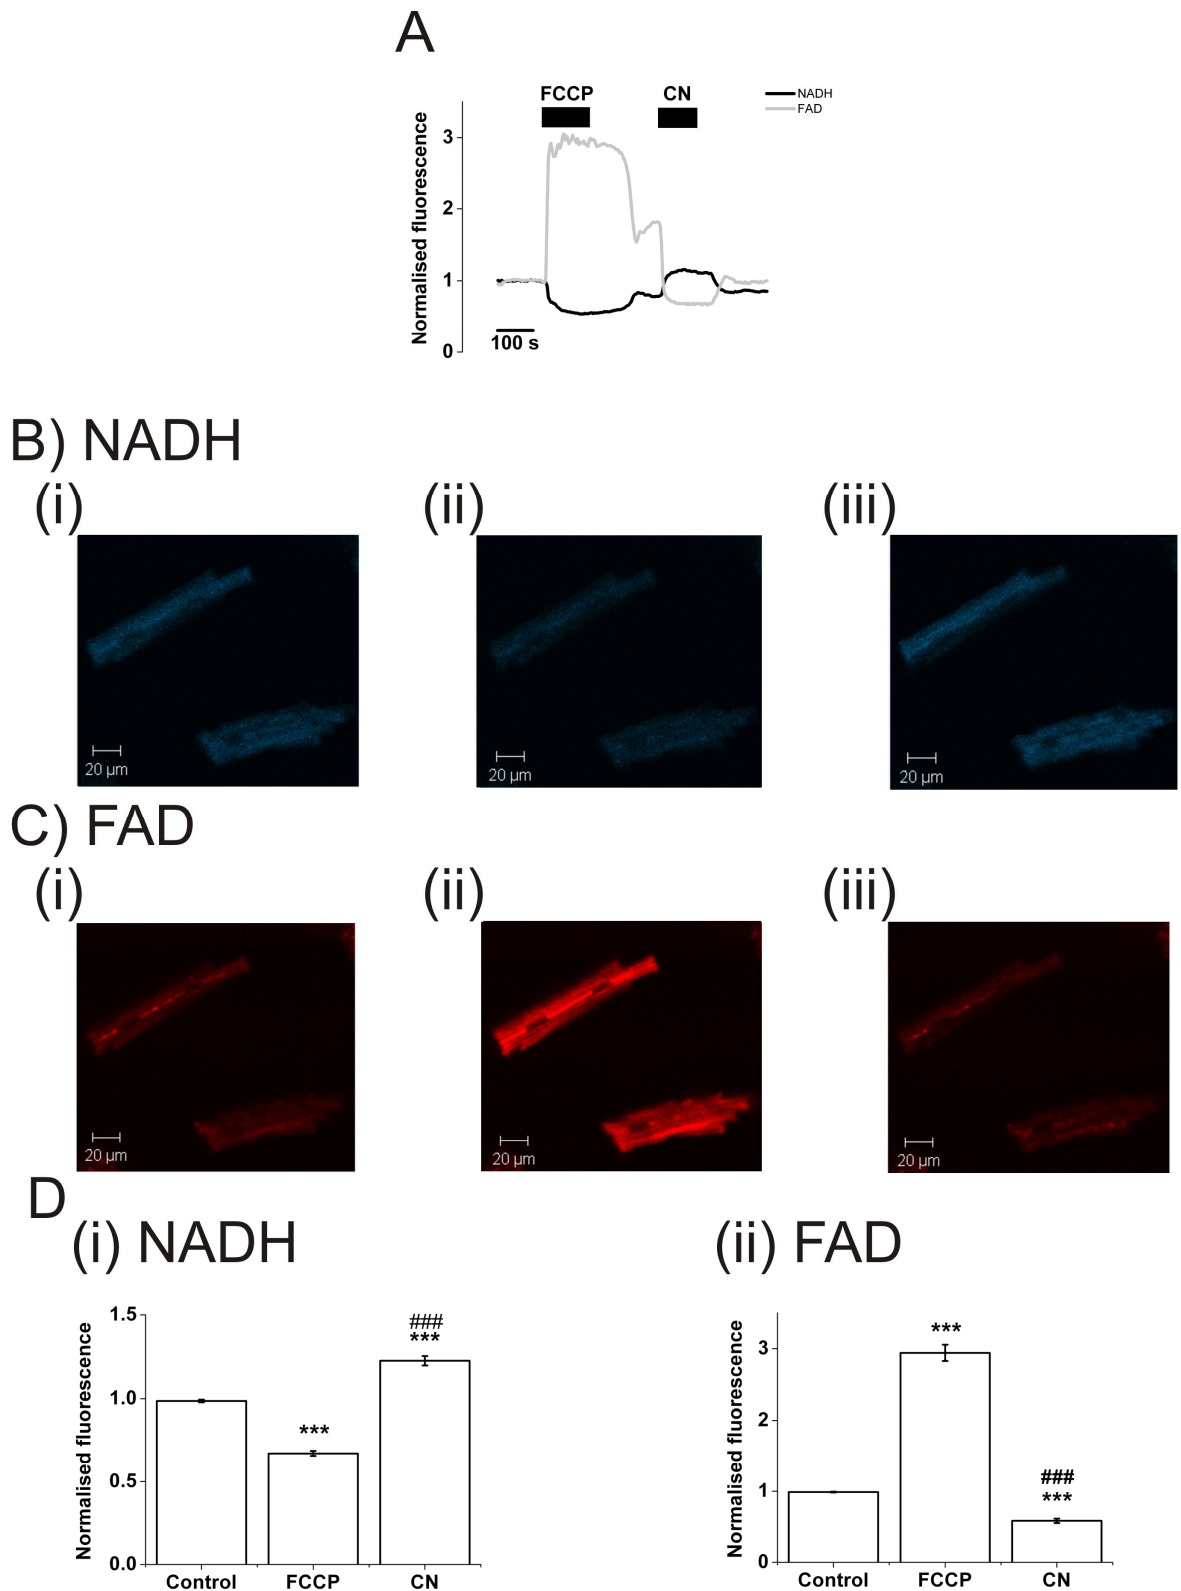 A
FCCP
CN
NADH
FAD
Normalised fluorescence
3
2
1
0
100 s
B) NADH
(i)
(ii)
(iii)
20 µm
20 µm
20 µm
C) FAD
(i)
(ii)
(iii)
20 µm
20 µm
20 µm
D
(i) NADH
(ii) FAD
Normalised fluorescence
1.5
1.0
0.5
0.0
***
###
***
Control
FCCP
CN
Normalised fluorescence
3
2
1
0
***
###
***
Control
FCCP
CN